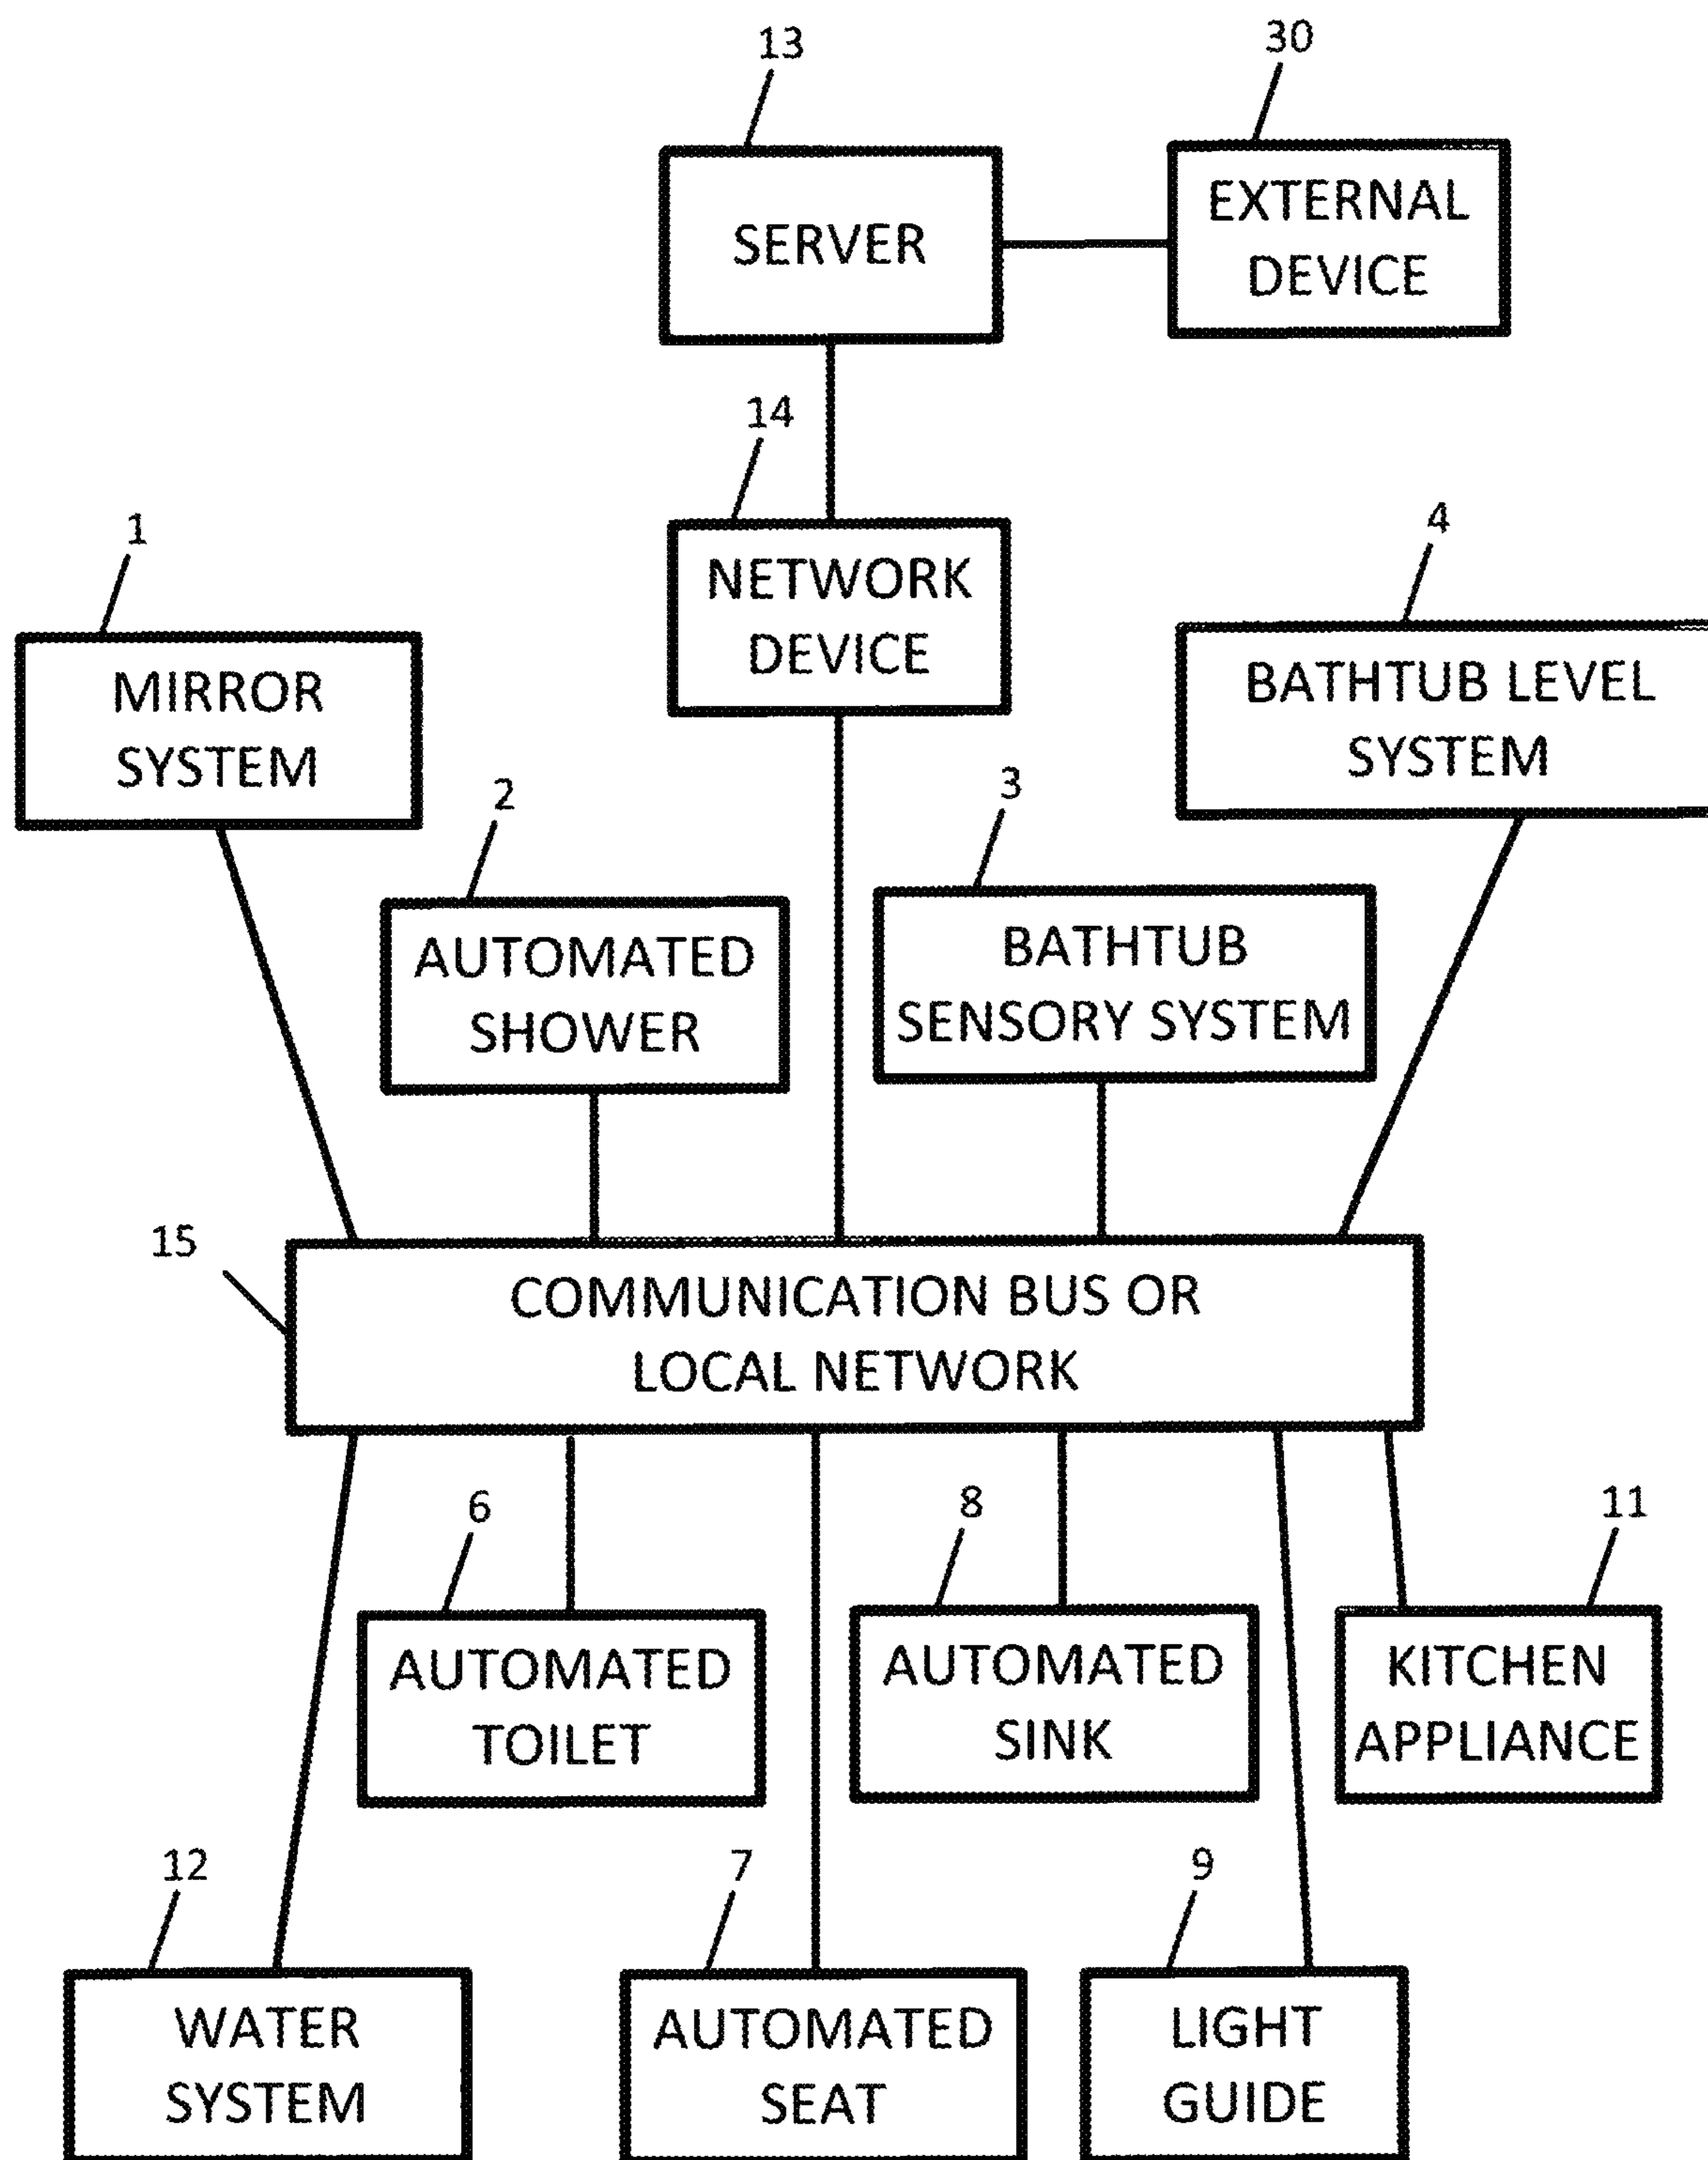 13
30
SERVER
EXTERNAL
DEVICE
14
NETWORK
DEVICE
1
MIRROR
SYSTEM
4
BATHTUB LEVEL
SYSTEM
2
AUTOMATED
SHOWER
3
BATHTUB
SENSORY SYSTEM
15
COMMUNICATION BUS OR
LOCAL NETWORK
6
AUTOMATED
TOILET
8
AUTOMATED
SINK
11
KITCHEN
APPLIANCE
12
WATER
SYSTEM
7
AUTOMATED
SEAT
9
LIGHT
GUIDE